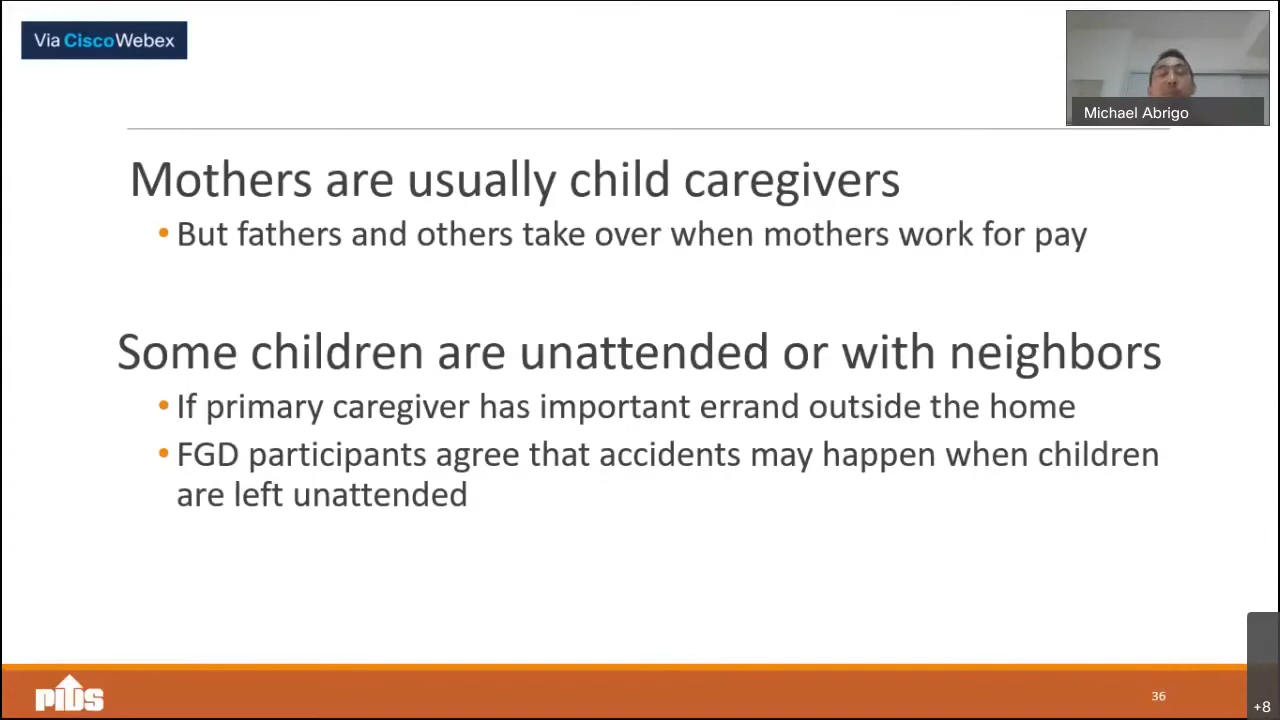 Via CiscoWebex
Michael Abrigo
Mothers are usually child caregivers
• But fathers and others take over when mothers work for pay
Some children are unattended or with neighbors
• If primary caregiver has important errand outside the home
• FGD participants agree that accidents may happen when children
are left unattended
pids
36
+8